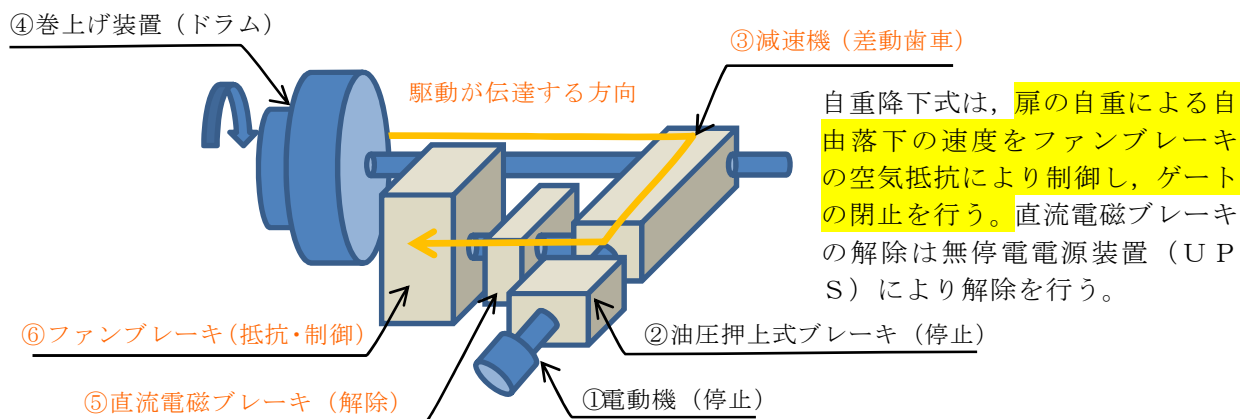 ④巻上げ装置（ドラム）
③減速機（差動歯車）
駆動が伝達する方向
自重降下式は，扉の自重による自
由落下の速度をファンブレーキ
の空気抵抗により制御し，ゲート
の閉止を行う。直流電磁ブレーキ
の解除は無停電電源装置（ＵＰ
Ｓ）により解除を行う。
⑥ファンブレーキ（抵抗・制御）
②油圧押上式ブレーキ（停止）
⑤直流電磁ブレーキ（解除）
①電動機（停止）